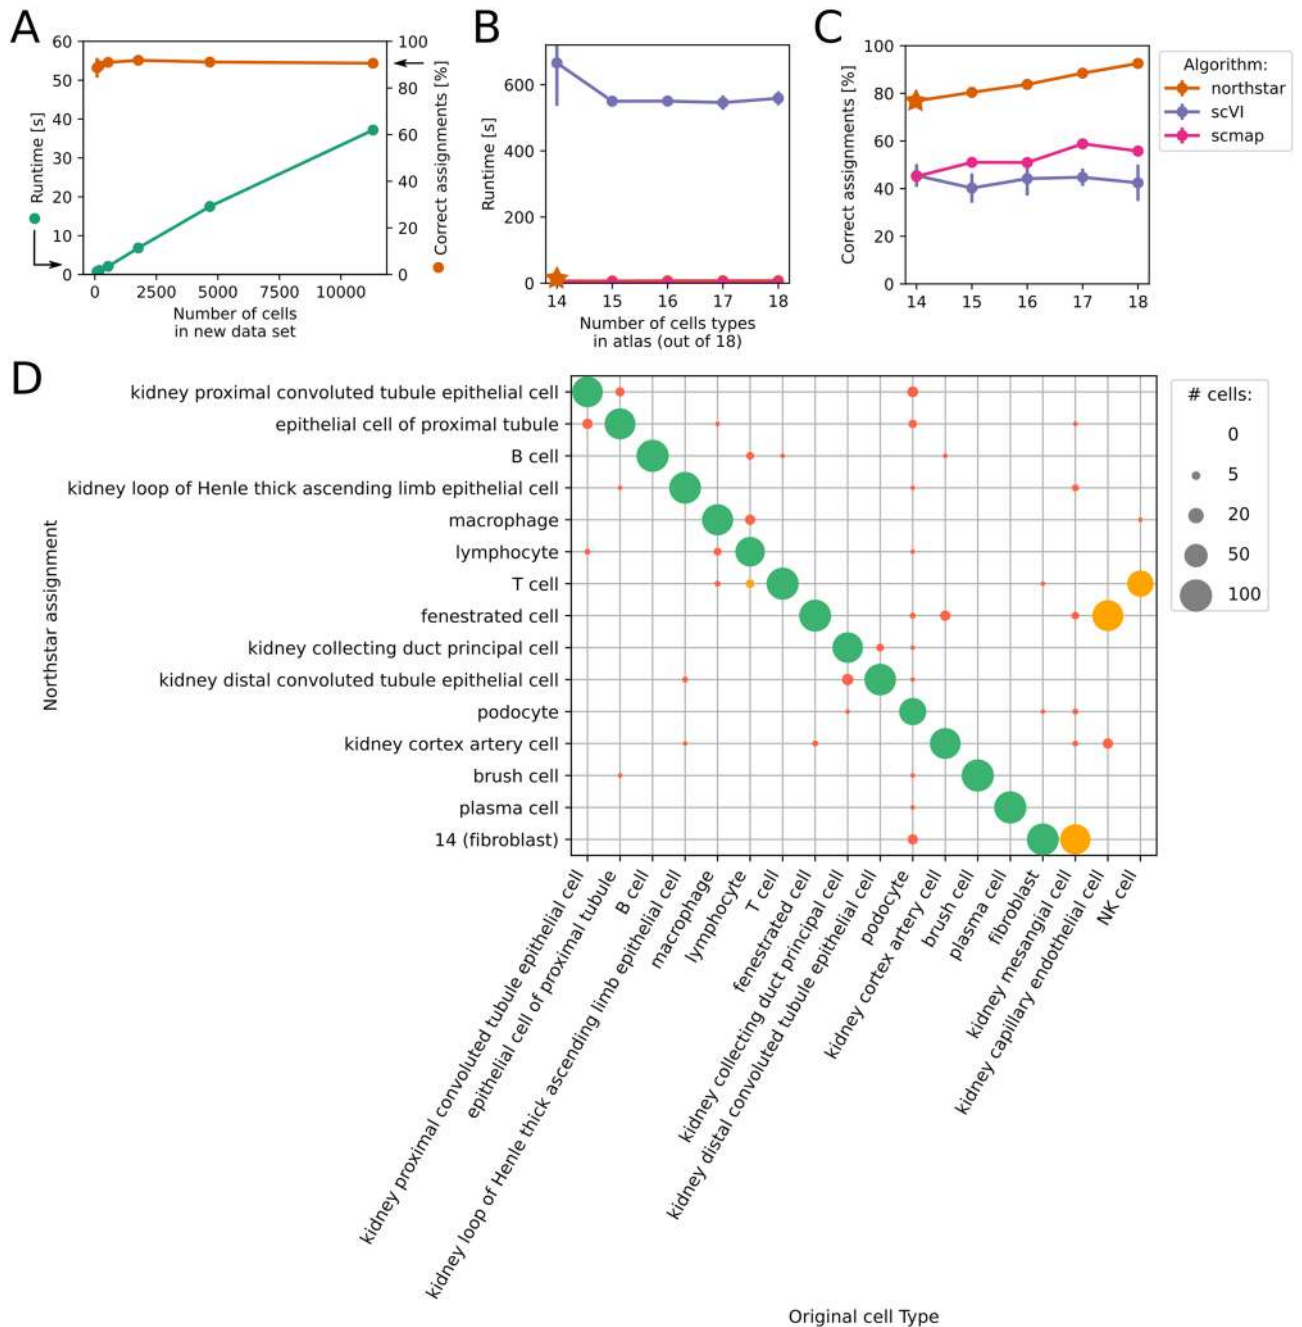 A
60
50
40
30
20
10
0
Runtime [s]
100
80
60
40
20
0
Correct assignments [%]
0
2500
5000
7500
10000
Number of cells
in new data set
B
600
400
200
0
Runtime [s]
14
15
16
17
18
Number of cells types
in atlas (out of 18)
C
100
80
60
40
20
0
Correct assignments [%]
14
15
16
17
18
Algorithm:
northstar
scVI
scmap
D
Northstar assignment
kidney proximal convoluted tubule epithelial cell
epithelial cell of proximal tubule
B cell
kidney loop of Henle thick ascending limb epithelial cell
macrophage
lymphocyte
T cell
fenestrated cell
kidney collecting duct principal cell
kidney distal convoluted tubule epithelial cell
podocyte
kidney cortex artery cell
brush cell
plasma cell
14 (fibroblast)
# cells:
0
5
20
50
100
kidney proximal convoluted tubule epithelial cell
epithelial cell of proximal tubule
B cell
kidney loop of Henle thick ascending limb epithelial cell
macrophage
lymphocyte
T cell
fenestrated cell
kidney collecting duct principal cell
kidney distal convoluted tubule epithelial cell
podocyte
kidney cortex artery cell
brush cell
plasma cell
fibroblast
kidney mesangial cell
kidney capillary endothelial cell
NK cell
Original cell Type